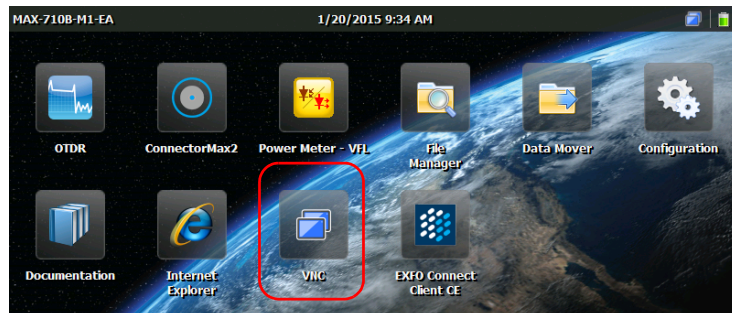 MAX-710B-M1-EA
1/20/2015 9:34 AM
OTDR
ConnectorMax2
Power Meter - VFL
File
Manager
Data Mover
Configuration
Documentation
Internet
Explorer
VNC
EXFO Connect
Client CE